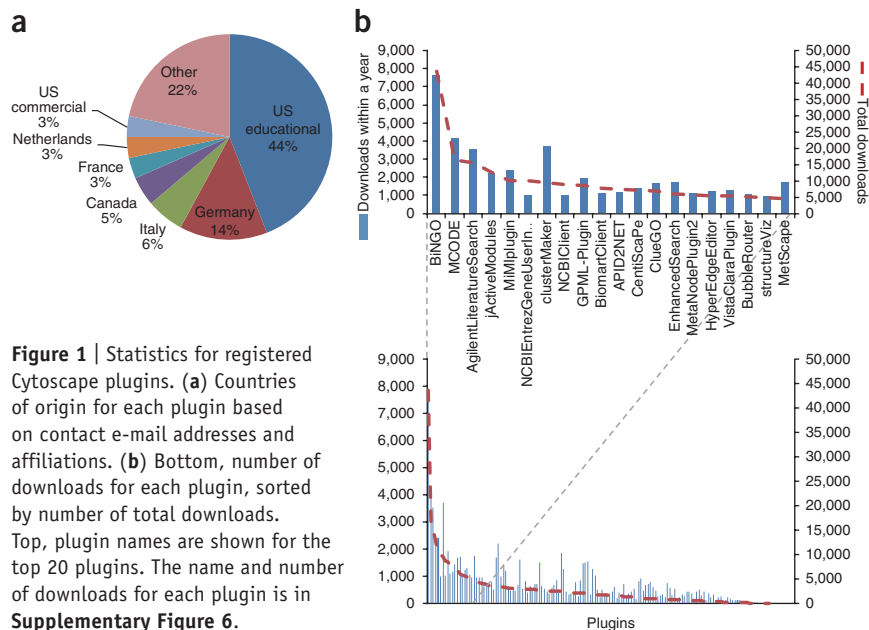 a
Other
22%
US
educational
44%
US
commercial
3%
Netherlands
3%
France
3%
Canada
5%
Italy
6%
Germany
14%
b
Downloads within a year
9,000
8,000
7,000
6,000
5,000
4,000
3,000
2,000
1,000
0
50,000
45,000
40,000
35,000
30,000
25,000
20,000
15,000
10,000
5,000
0
Total downloads
BiNGO
MCODE
AgilentLiteratureSearch
jActiveModules
MiMIplugin
NCBIEntrezGeneUserIn..
clusterMaker
NCBIClient
GPML-Plugin
BiomartClient
APID2NET
CentiScaPe
ClueGO
EnhancedSearch
MetaNodePlugin2
HyperEdgeEditor
VistaClaraPlugin
BubbleRouter
structureViz
MetScape
9,000
8,000
7,000
6,000
5,000
4,000
3,000
2,000
1,000
0
50,000
45,000
40,000
35,000
30,000
25,000
20,000
15,000
10,000
5,000
0
Plugins
Figure 1 | Statistics for registered
Cytoscape plugins. (a) Countries
of origin for each plugin based
on contact e-mail addresses and
affiliations. (b) Bottom, number of
downloads for each plugin, sorted
by number of total downloads.
Top, plugin names are shown for the
top 20 plugins. The name and number
of downloads for each plugin is in
Supplementary Figure 6.